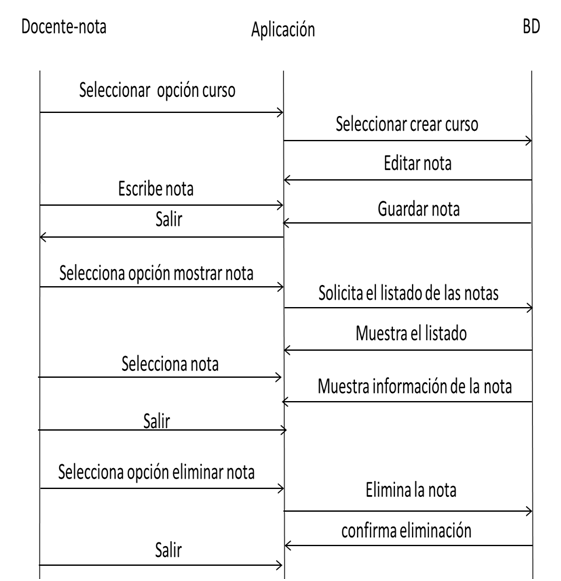 Docente-nota
Aplicación
BD
Seleccionar opción curso
Seleccionar crear curso
Editar nota
Escribe nota
Guardar nota
Salir
Selecciona opción mostrar nota
Solicita el listado de las notas
Muestra el listado
Selecciona nota
Muestra información de la nota
Salir
Selecciona opción eliminar nota
Elimina la nota
confirma eliminación
Salir